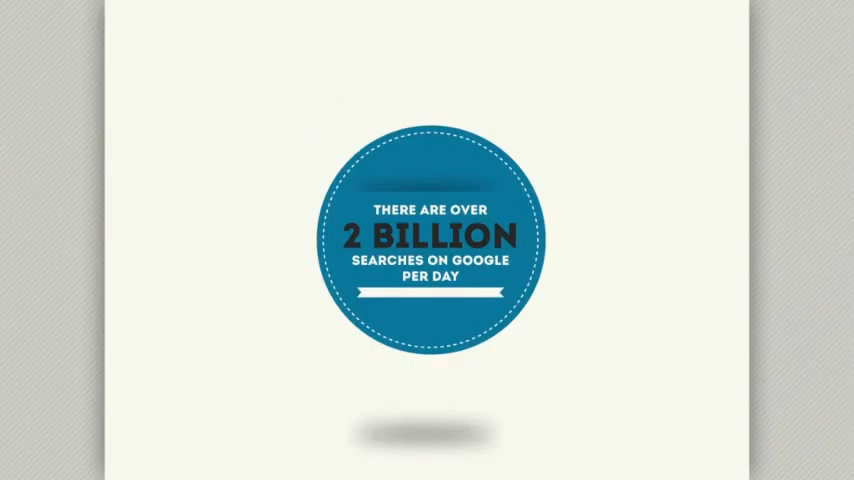 THERE ARE OVER
2 BILLION
SEARCHES ON GOOGLE
PER DAY